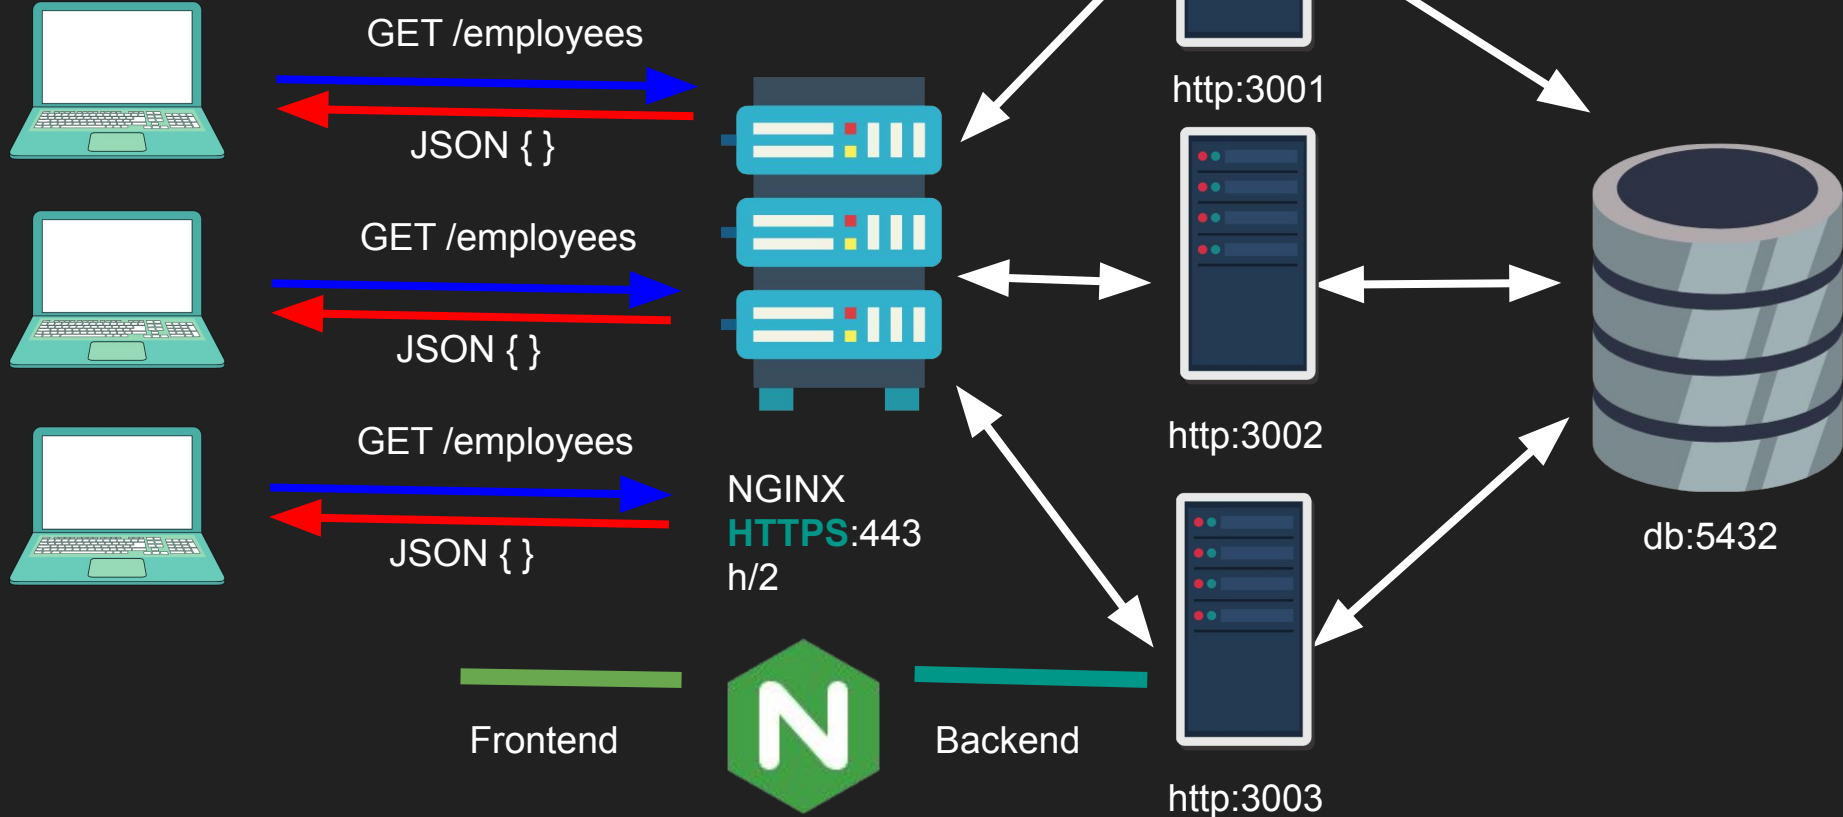 GET /employees
JSON { }
GET /employees
JSON { }
GET /employees
JSON { }
NGINX
HTTPS:443
h/2
Frontend
N
Backend
http:3001
http:3002
http:3003
db:5432